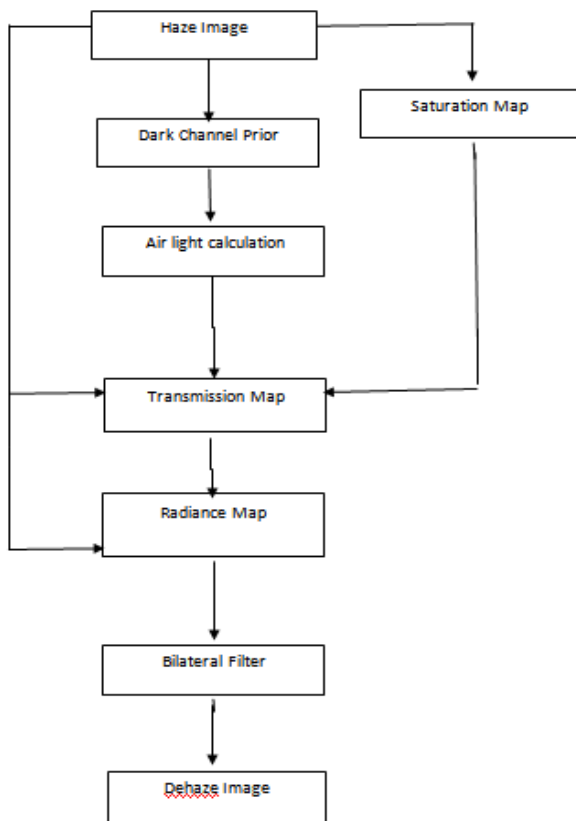 Haze Image
Saturation Map
Dark Channel Prior
Air light calculation
Transmission Map
Radiance Map
Bilateral Filter
Dehaze Image